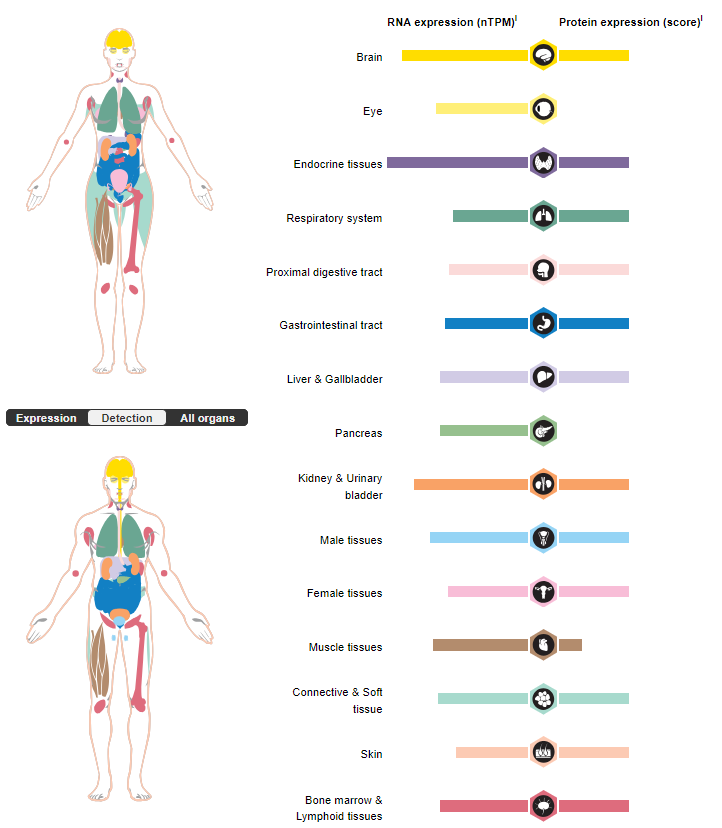 RNA expression (nTPM)ⁱ Protein expression (score)ⁱ
Brain
Eye
Endocrine tissues
Respiratory system
Proximal digestive tract
Gastrointestinal tract
Liver & Gallbladder
Expression Detection All organs
Pancreas
Kidney & Urinary
bladder
Male tissues
Female tissues
Muscle tissues
Connective & Soft
tissue
Skin
Bone marrow &
Lymphoid tissues